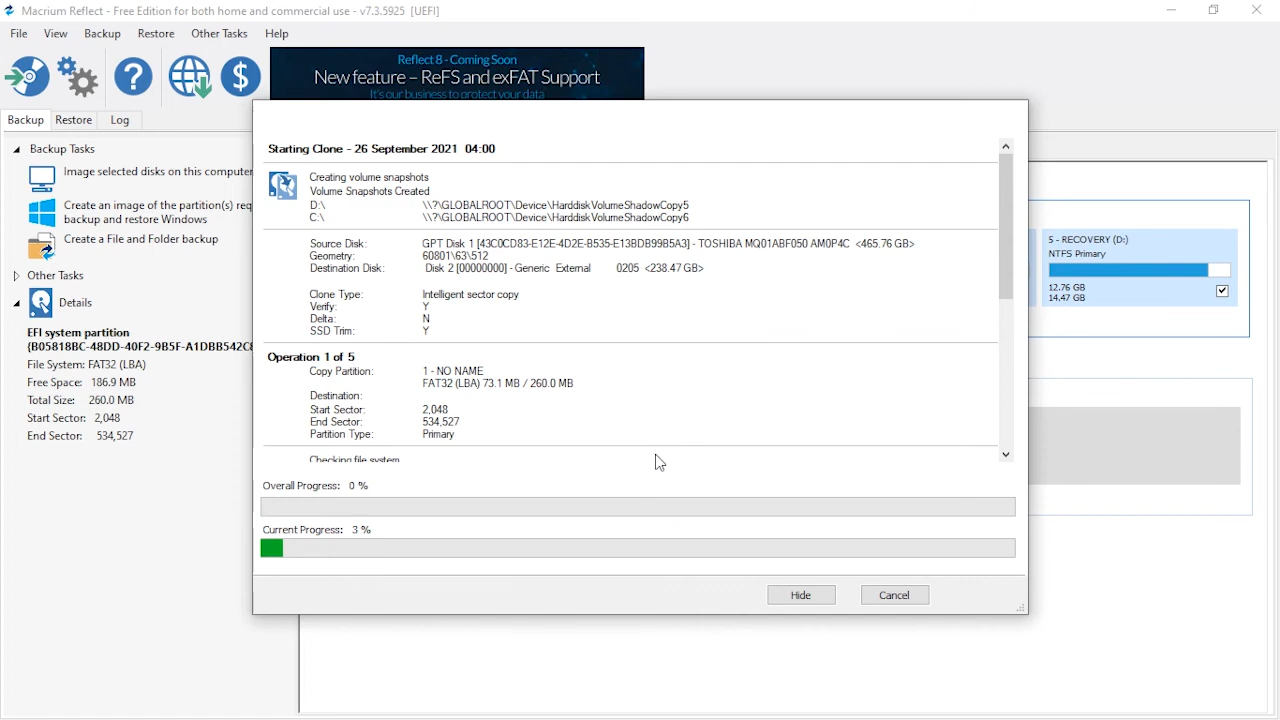 Macrium Reflect - Free Edition for both home and commercial use - v7.3.5925 [UEFI]
File View Backup Restore Other Tasks Help
Reflect 8 - Coming Soon
New feature – ReFS and exFAT Support
It's our business to protect your data
Backup Restore Log
Backup Tasks
Image selected disks on this computer
Create an image of the partition(s) req
backup and restore Windows
Create a File and Folder backup
Other Tasks
Details
EFI system partition
{B05818BC-48DD-40F2-9B5F-A1DBB542C8
File System: FAT32 (LBA)
Free Space: 186.9 MB
Total Size: 260.0 MB
Start Sector: 2,048
End Sector: 534,527
Starting Clone - 26 September 2021 04:00
Creating volume snapshots
Volume Snapshots Created
D:\ \\?\GLOBALROOT\Device\HarddiskVolumeShadowCopy5
C:\ \\?\GLOBALROOT\Device\HarddiskVolumeShadowCopy6
Source Disk: GPT Disk 1 [43C0CD83-E12E-4D2E-B535-E13BDB99B5A3] - TOSHIBA MQ01ABF050 AM0P4C <465.76 GB>
Geometry: 60801\63\512
Destination Disk: Disk 2 [00000000] - Generic External 0205 <238.47 GB>
Clone Type: Intelligent sector copy
Verify: Y
Delta: N
SSD Trim: Y
Operation 1 of 5
Copy Partition: 1 - NO NAME
FAT32 (LBA) 73.1 MB / 260.0 MB
Destination:
Start Sector: 2,048
End Sector: 534,527
Partition Type: Primary
Checking file system
Overall Progress: 0 %
Current Progress: 3 %
Hide Cancel
5 - RECOVERY (D:)
NTFS Primary
12.76 GB
14.47 GB